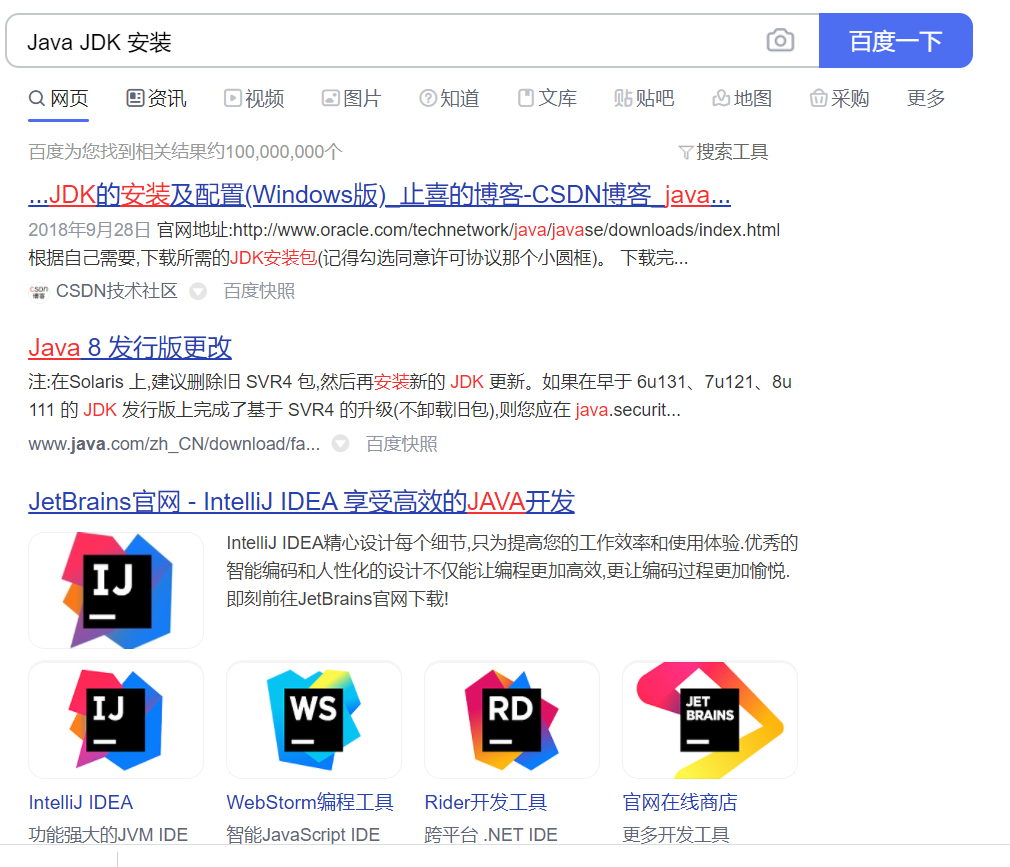 Java JDK 安装
百度一下
网页 资讯 视频 图片 知道 文库 贴吧 地图 采购 更多
百度为您找到相关结果约100,000,000个 搜索工具
...JDK的安装及配置(Windows版)_止喜的博客-CSDN博客_java...
2018年9月28日 官网地址:http://www.oracle.com/technetwork/java/javase/downloads/index.html
根据自己需要,下载所需的JDK安装包(记得勾选同意许可协议那个小圆框)。 下载完...
CSDN博客 CSDN技术社区 百度快照
Java 8 发行版更改
注:在Solaris 上,建议删除旧 SVR4 包,然后再安装新的 JDK 更新。如果在早于 6u131、7u121、8u
111 的 JDK 发行版上完成了基于 SVR4 的升级(不卸载旧包),则您应在 java.securit...
www.java.com/zh_CN/download/fa... 百度快照
JetBrains官网 - IntelliJ IDEA 享受高效的JAVA开发
IJ
IntelliJ IDEA精心设计每个细节,只为提高您的工作效率和使用体验.优秀的
智能编码和人性化的设计不仅能让编程更加高效,更让编码过程更加愉悦.
即刻前往JetBrains官网下载!
IJ WS RD JET
BRAINS
IntelliJ IDEA WebStorm编程工具 Rider开发工具 官网在线商店
功能强大的JVM IDE 智能JavaScript IDE 跨平台 .NET IDE 更多开发工具